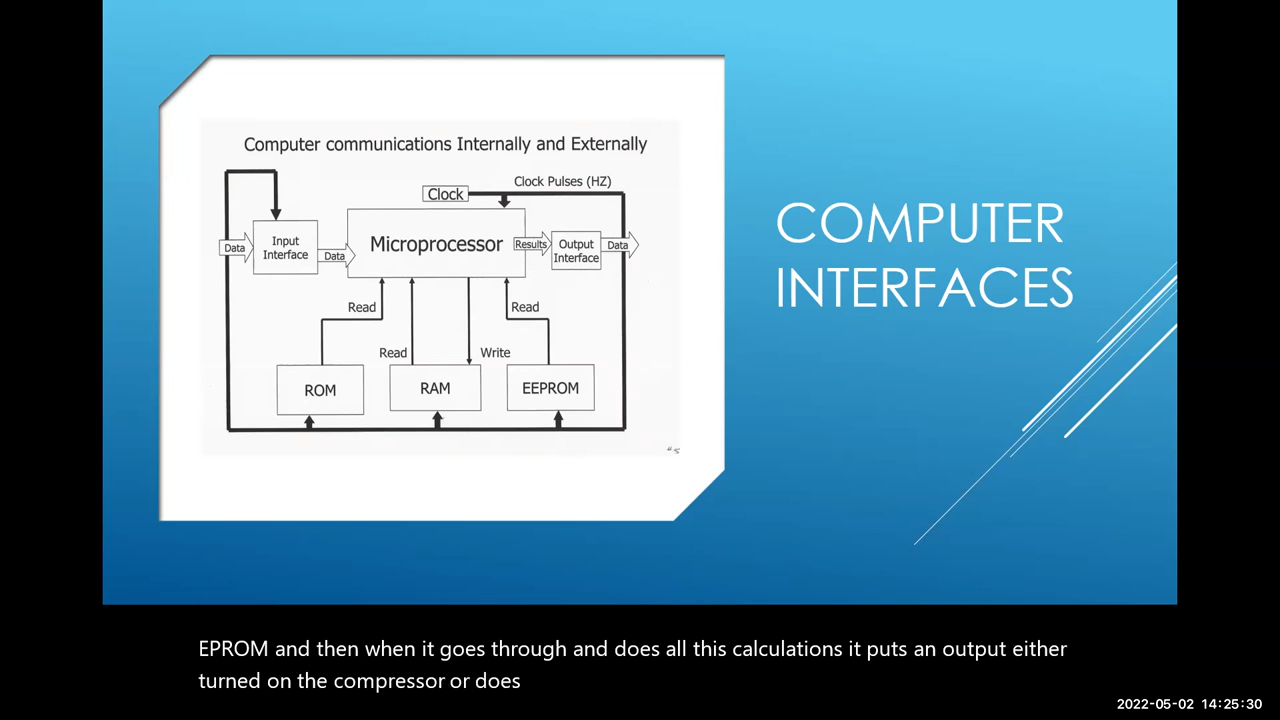 Computer communications Internally and Externally
Clock Pulses (HZ)
Clock
Data
Input
Interface
Data
Microprocessor
Results
Output
Interface
Data
Read
Read
Read
Write
ROM
RAM
EEPROM
COMPUTER
INTERFACES
EPROM and then when it goes through and does all this calculations it puts an output either
turned on the compressor or does
2022-05-02 14:25:30